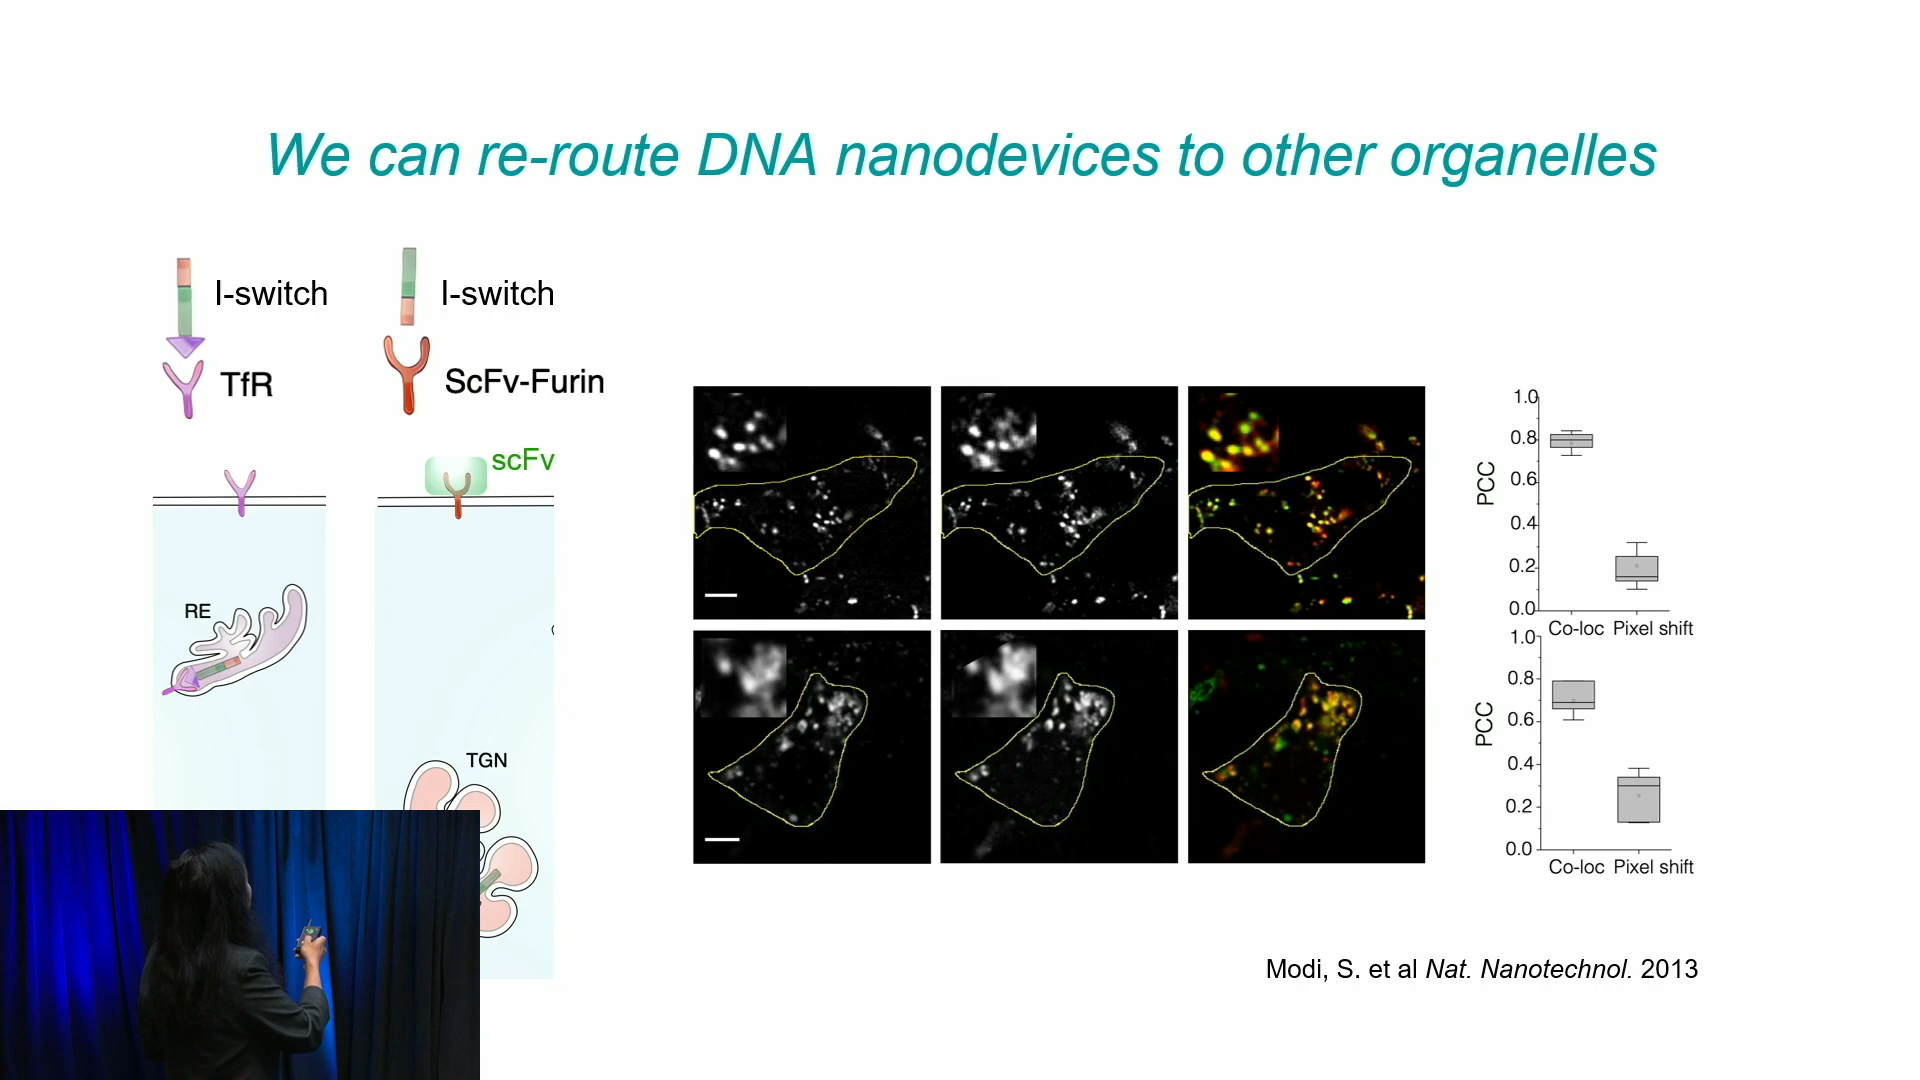 We can re-route DNA nanodevices to other organelles
I-switch
I-switch
TfR
ScFv-Furin
scFv
RE
TGN
1.0
0.8
0.6
0.4
0.2
0.0
PCC
Co-loc Pixel shift
1.0
0.8
0.6
0.4
0.2
0.0
PCC
Co-loc Pixel shift
Modi, S. et al Nat. Nanotechnol. 2013